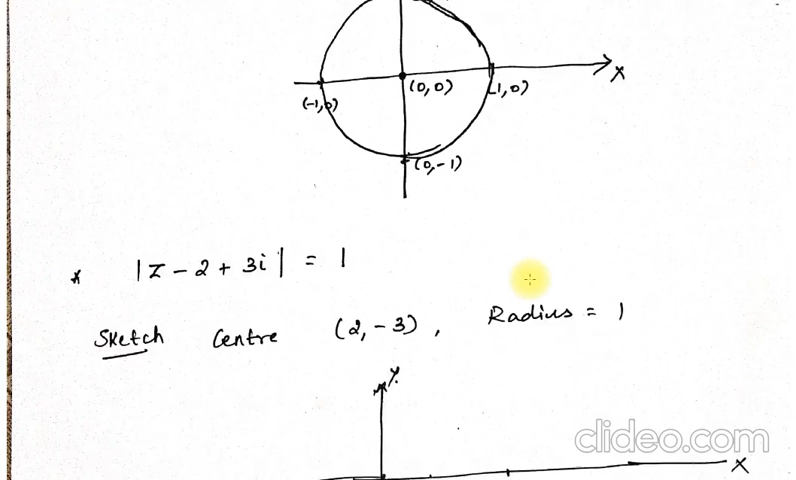 (0,0)
X
(-1,0)
(1,0)
(0,-1)
* |z - 2 + 3i| = 1
Sketch Centre (2, -3), Radius = 1
Y
clideo.com
X